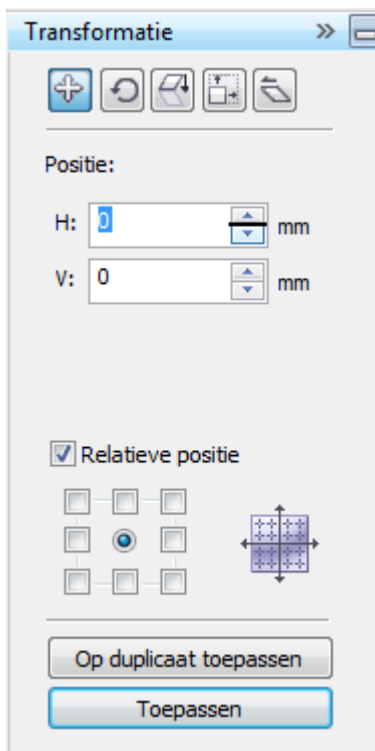 Transformatie
Positie:
H: 0 mm
V: 0 mm
Relatieve positie
Op duplicaat toepassen
Toepassen